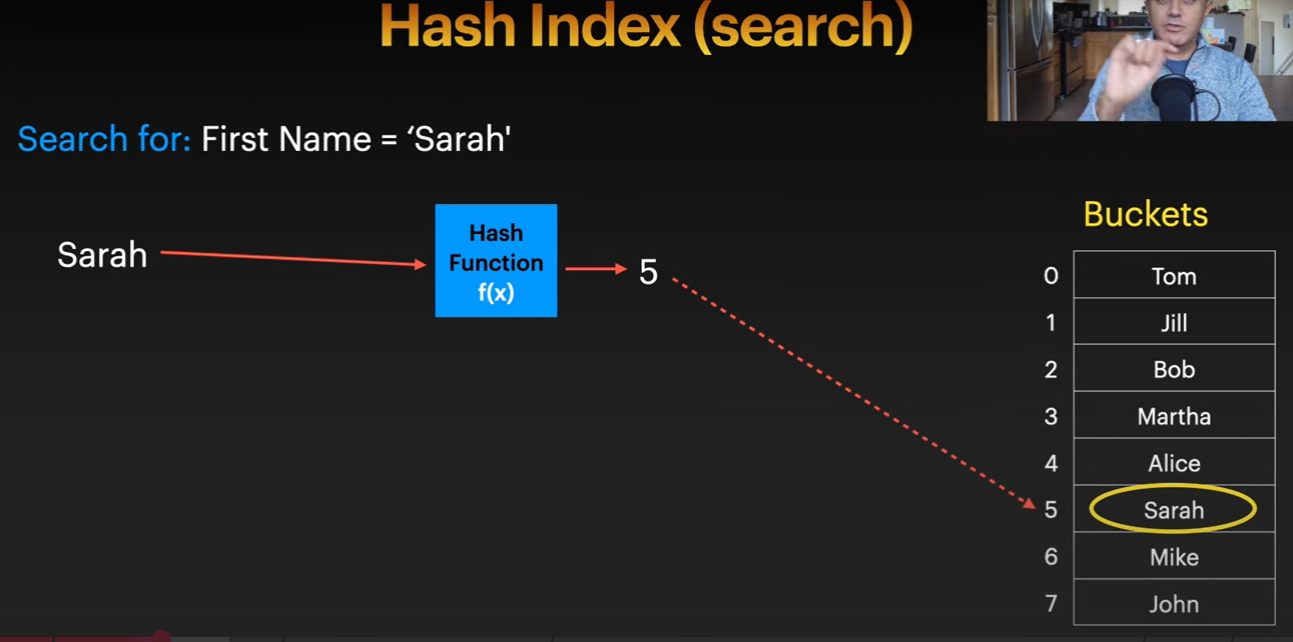 Hash Index (search)
Search for: First Name = ‘Sarah'
Sarah
Hash
Function
f(x)
5
Buckets
0 Tom
1 Jill
2 Bob
3 Martha
4 Alice
5 Sarah
6 Mike
7 John